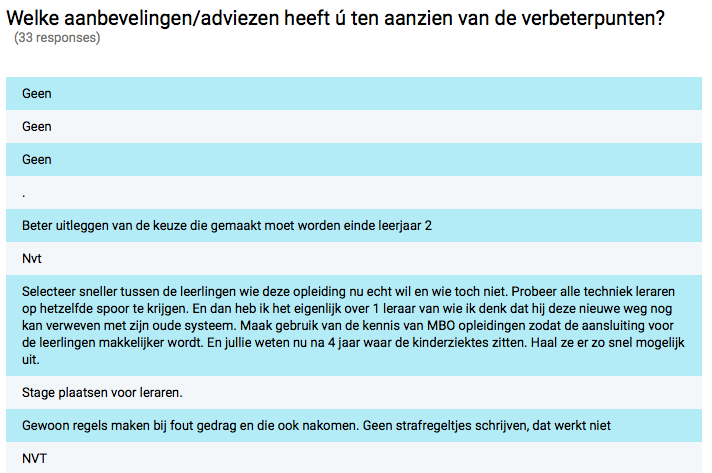 Welke aanbevelingen/adviezen heeft ú ten aanzien van de verbeterpunten?
(33 responses)
Geen
Geen
Geen
.
Beter uitleggen van de keuze die gemaakt moet worden einde leerjaar 2
Nvt
Selecteer sneller tussen de leerlingen wie deze opleiding nu echt wil en wie toch niet. Probeer alle techniek leraren
op hetzelfde spoor te krijgen. En dan heb ik het eigenlijk over 1 leraar van wie ik denk dat hij deze nieuwe weg nog
kan verweven met zijn oude systeem. Maak gebruik van de kennis van MBO opleidingen zodat de aansluiting voor
de leerlingen makkelijker wordt. En jullie weten nu na 4 jaar waar de kinderziektes zitten. Haal ze er zo snel mogelijk
uit.
Stage plaatsen voor leraren.
Gewoon regels maken bij fout gedrag en die ook nakomen. Geen strafregeltjes schrijven, dat werkt niet
NVT